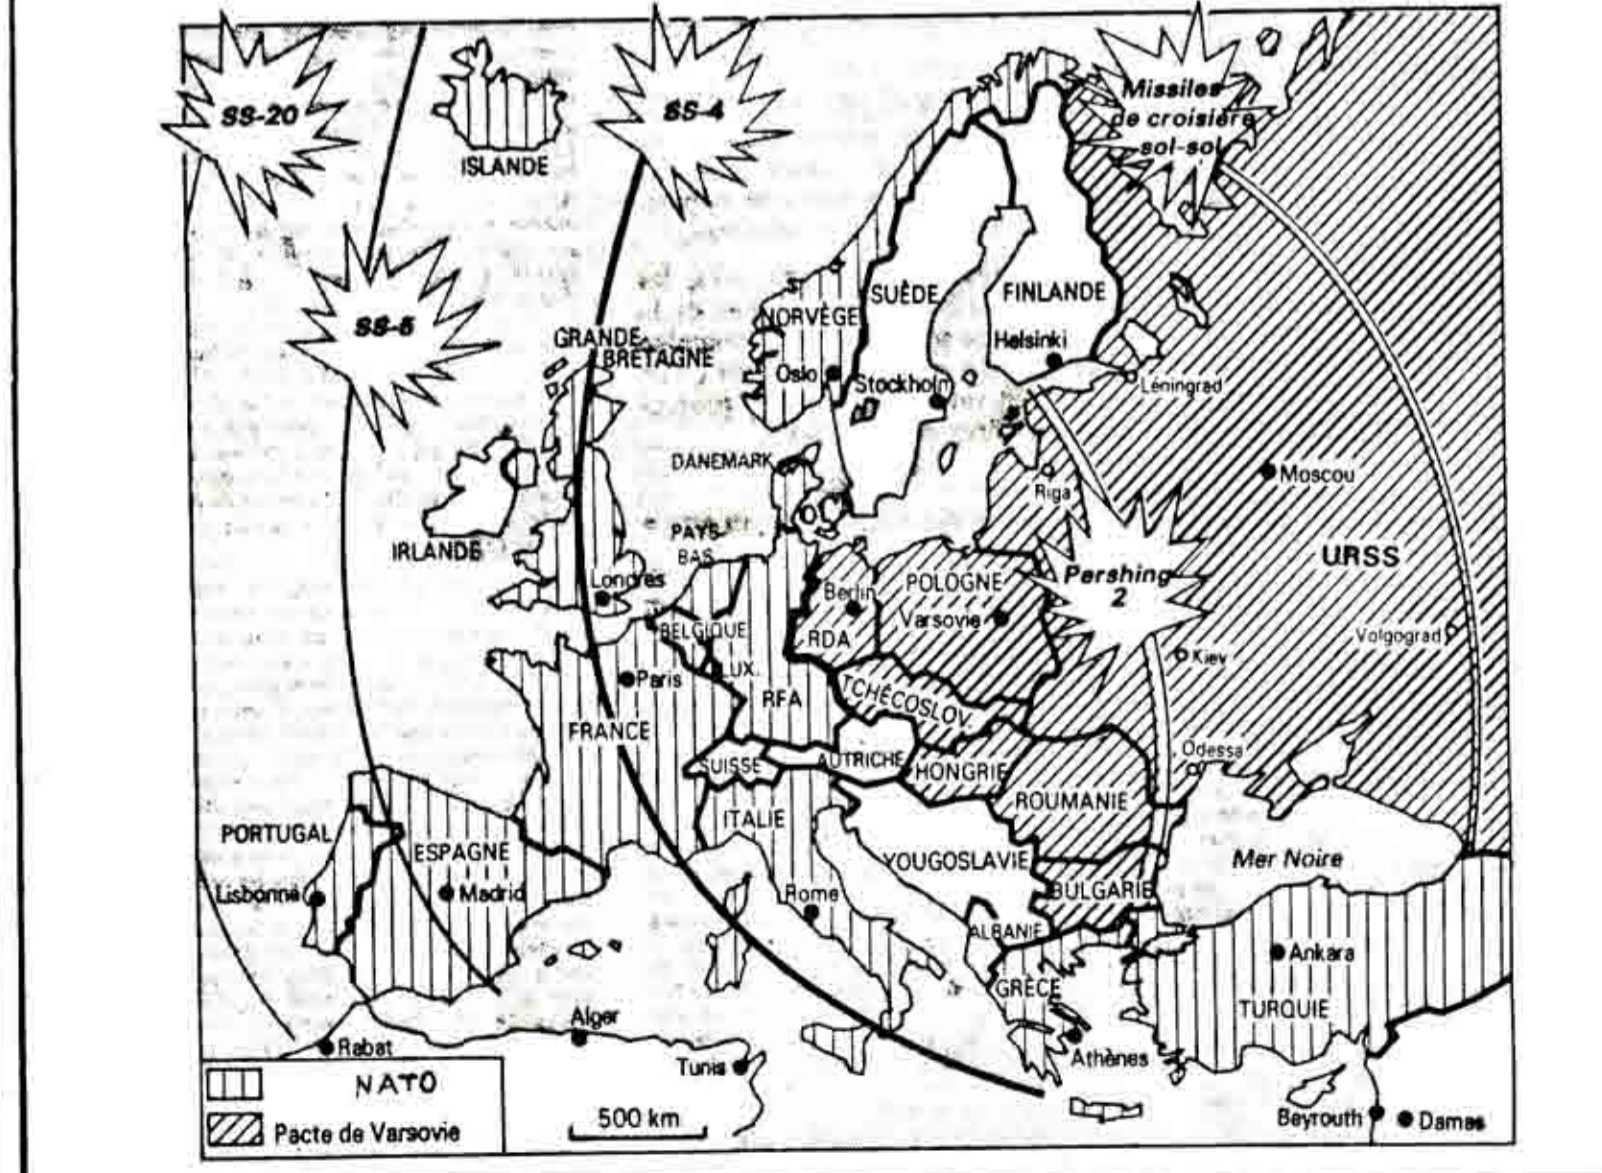 SS-20
SS-4
Missiles
de croisière
sol-sol
ISLANDE
SS-5
SUÈDE
FINLANDE
NORVÈGE
GRANDE-
BRETAGNE
Helsinki
Oslo
Stockholm
Léningrad
DANEMARK
Moscou
Riga
IRLANDE
PAYS-
BAS
URSS
Londres
Berlin
POLOGNE
Varsovie
Pershing
2
BELGIQUE
RDA
Volgograd
Kiev
Paris
LUX.
RFA
TCHÉCOSLOV.
FRANCE
SUISSE
AUTRICHE
HONGRIE
Odessa
ROUMANIE
ITALIE
PORTUGAL
ESPAGNE
YOUGOSLAVIE
Mer Noire
Lisbonne
Madrid
Rome
BULGARIE
ALBANIE
Ankara
GRÈCE
TURQUIE
Alger
Rabat
Tunis
Athènes
NATO
500 km
Beyrouth
Damas
Pacte de Varsovie